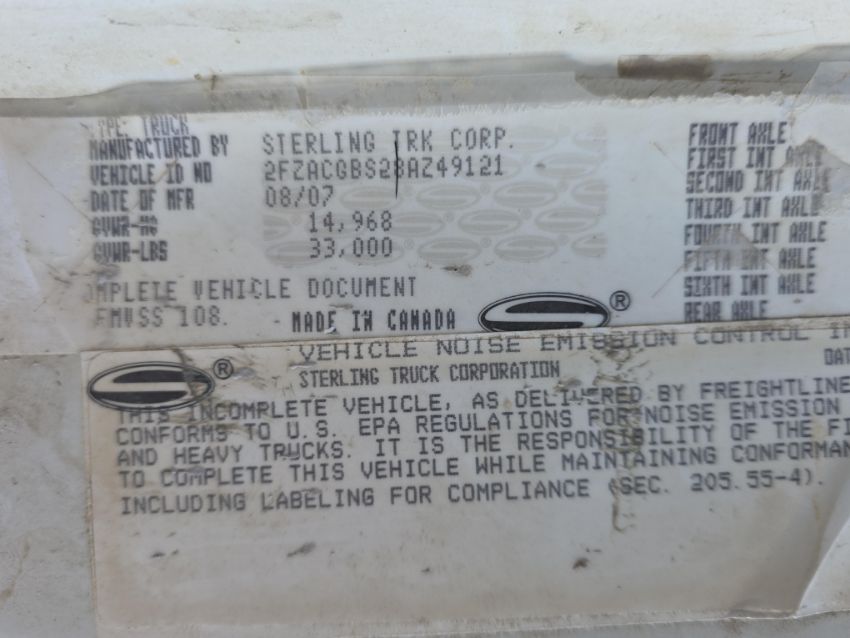 TYPE: TRUCK
MANUFACTURED BY STERLING TRK CORP.
VEHICLE ID NO 2FZACGBS28AZ49121
DATE OF MFR 08/07
GVWR-KG 14,968
GVWR-LBS 33,000
OMPLETE VEHICLE DOCUMENT
FMVSS 108. - MADE IN CANADA
FRONT AXLE
FIRST INT AXLE
SECOND INT AXLE
THIRD INT AXLE
FOURTH INT AXLE
FIFTH INT AXLE
SIXTH INT AXLE
REAR AXLE
®
®
VEHICLE NOISE EMISSION CONTROL IN
DAT
STERLING TRUCK CORPORATION
THIS INCOMPLETE VEHICLE, AS DELIVERED BY FREIGHTLINE
CONFORMS TO U.S. EPA REGULATIONS FOR NOISE EMISSION
AND HEAVY TRUCKS. IT IS THE RESPONSIBILITY OF THE FI
TO COMPLETE THIS VEHICLE WHILE MAINTAINING CONFORMAN
INCLUDING LABELING FOR COMPLIANCE (SEC. 205.55-4).